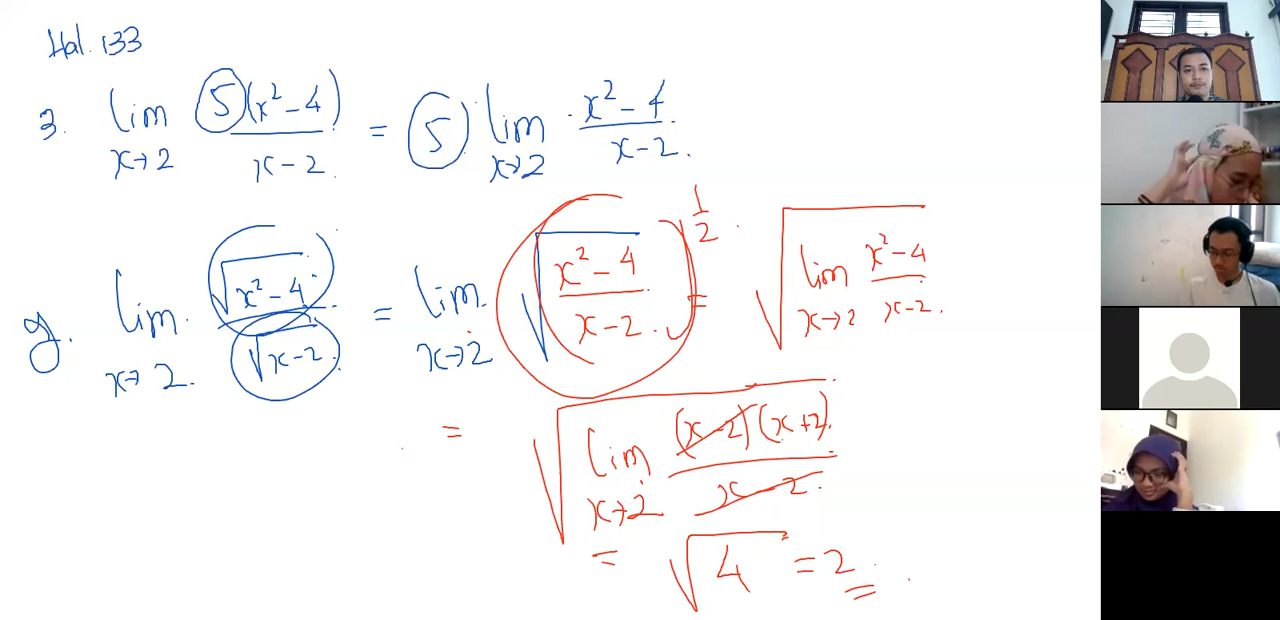 Hal. 133
3. lim x→2 5(x² - 4) / x - 2. = 5 lim x→2 x² - 4 / x - 2.
g. lim x→2. √(x² - 4) / √(x - 2) = lim x→2 √(x² - 4 / x - 2) 1/2 = √(lim x→2 x² - 4 / x - 2.)
= √(lim x→2 (x - 2)(x + 2) / x - 2.)
= √4 = 2